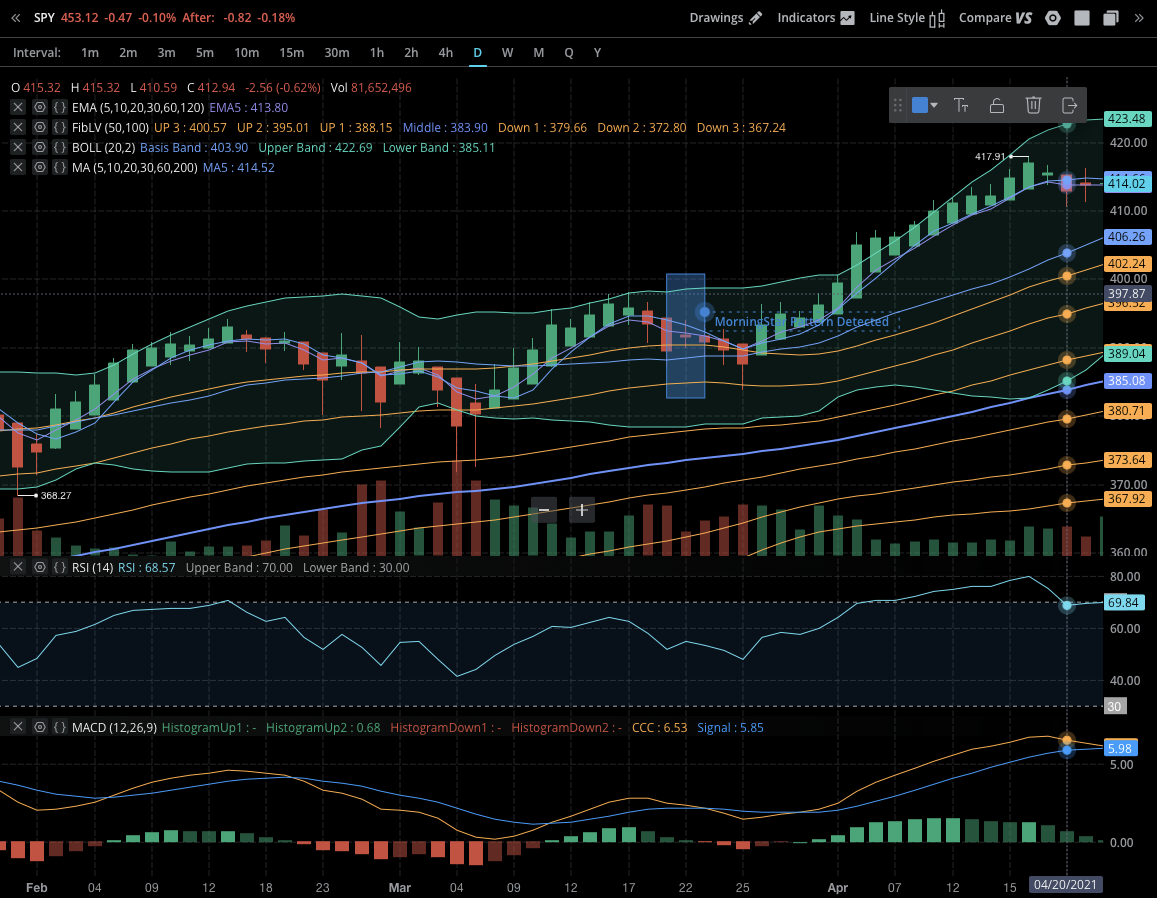 SPY 453.12 -0.47 -0.10% After: -0.82 -0.18% Drawings Indicators Line Style Compare VS
Interval: 1m 2m 3m 5m 10m 15m 30m 1h 2h 4h D W M Q Y
O 415.32 H 415.32 L 410.59 C 412.94 -2.56 (-0.62%) Vol 81,652,496
EMA (5,10,20,30,60,120) EMA5 : 413.80
FibLV (50,100) UP 3 : 400.57 UP 2 : 395.01 UP 1 : 388.15 Middle : 383.90 Down 1 : 379.66 Down 2 : 372.80 Down 3 : 367.24
BOLL (20,2) Basis Band : 403.90 Upper Band : 422.69 Lower Band : 385.11
MA (5,10,20,30,60,200) MA5 : 414.52
423.48
420.00
417.91
414.02
410.00
406.26
402.24
400.00
397.87
MorningStar Pattern Detected
389.04
385.08
380.71
373.64
370.00
368.27
367.92
360.00
RSI (14) RSI : 68.57 Upper Band : 70.00 Lower Band : 30.00
80.00
69.84
60.00
40.00
30
MACD (12,26,9) HistogramUp1 : - HistogramUp2 : 0.68 HistogramDown1 : - HistogramDown2 : - CCC : 6.53 Signal : 5.85
5.98
5.00
0.00
Feb 04 09 12 18 23 Mar 04 09 12 17 22 25 Apr 07 12 15 04/20/2021